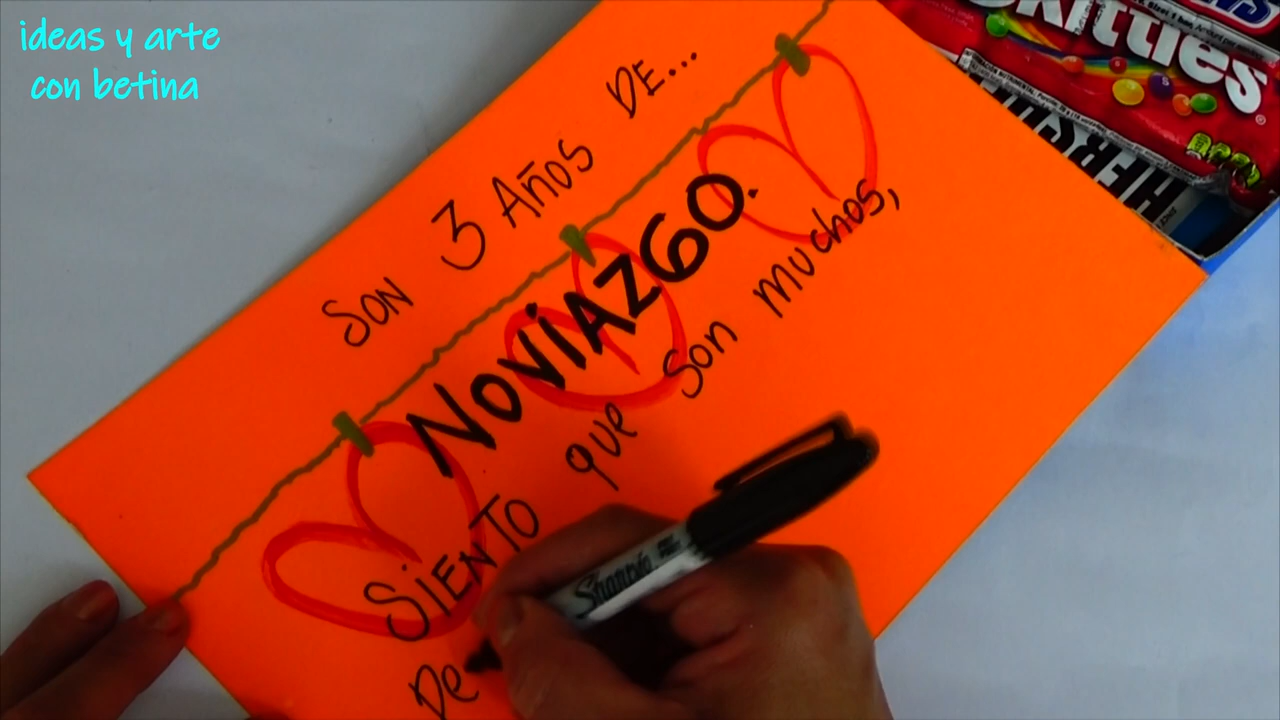 ideas y arte
con betina
SON 3 AÑOS DE...
NOViAZGO.
SiENTO que Son muchos,
De
Sharpie
Skittles
HERSHEY